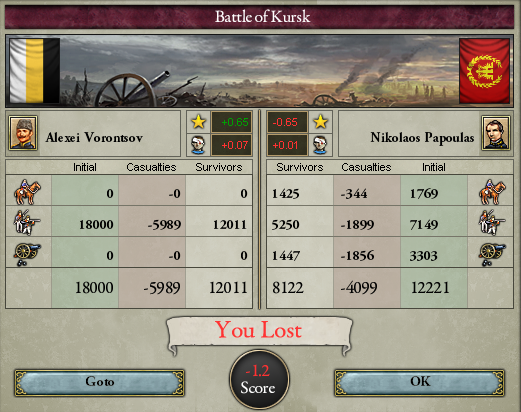 Battle of Kursk
+0.65 -0.65
Alexei Vorontsov Nikolaos Papoulas
+0.07 +0.01
Initial Casualties Survivors Survivors Casualties Initial
0 -0 0 1425 -344 1769
18000 -5989 12011 5250 -1899 7149
0 -0 0 1447 -1856 3303
18000 -5989 12011 8122 -4099 12221
You Lost
-1.2
Goto Score OK